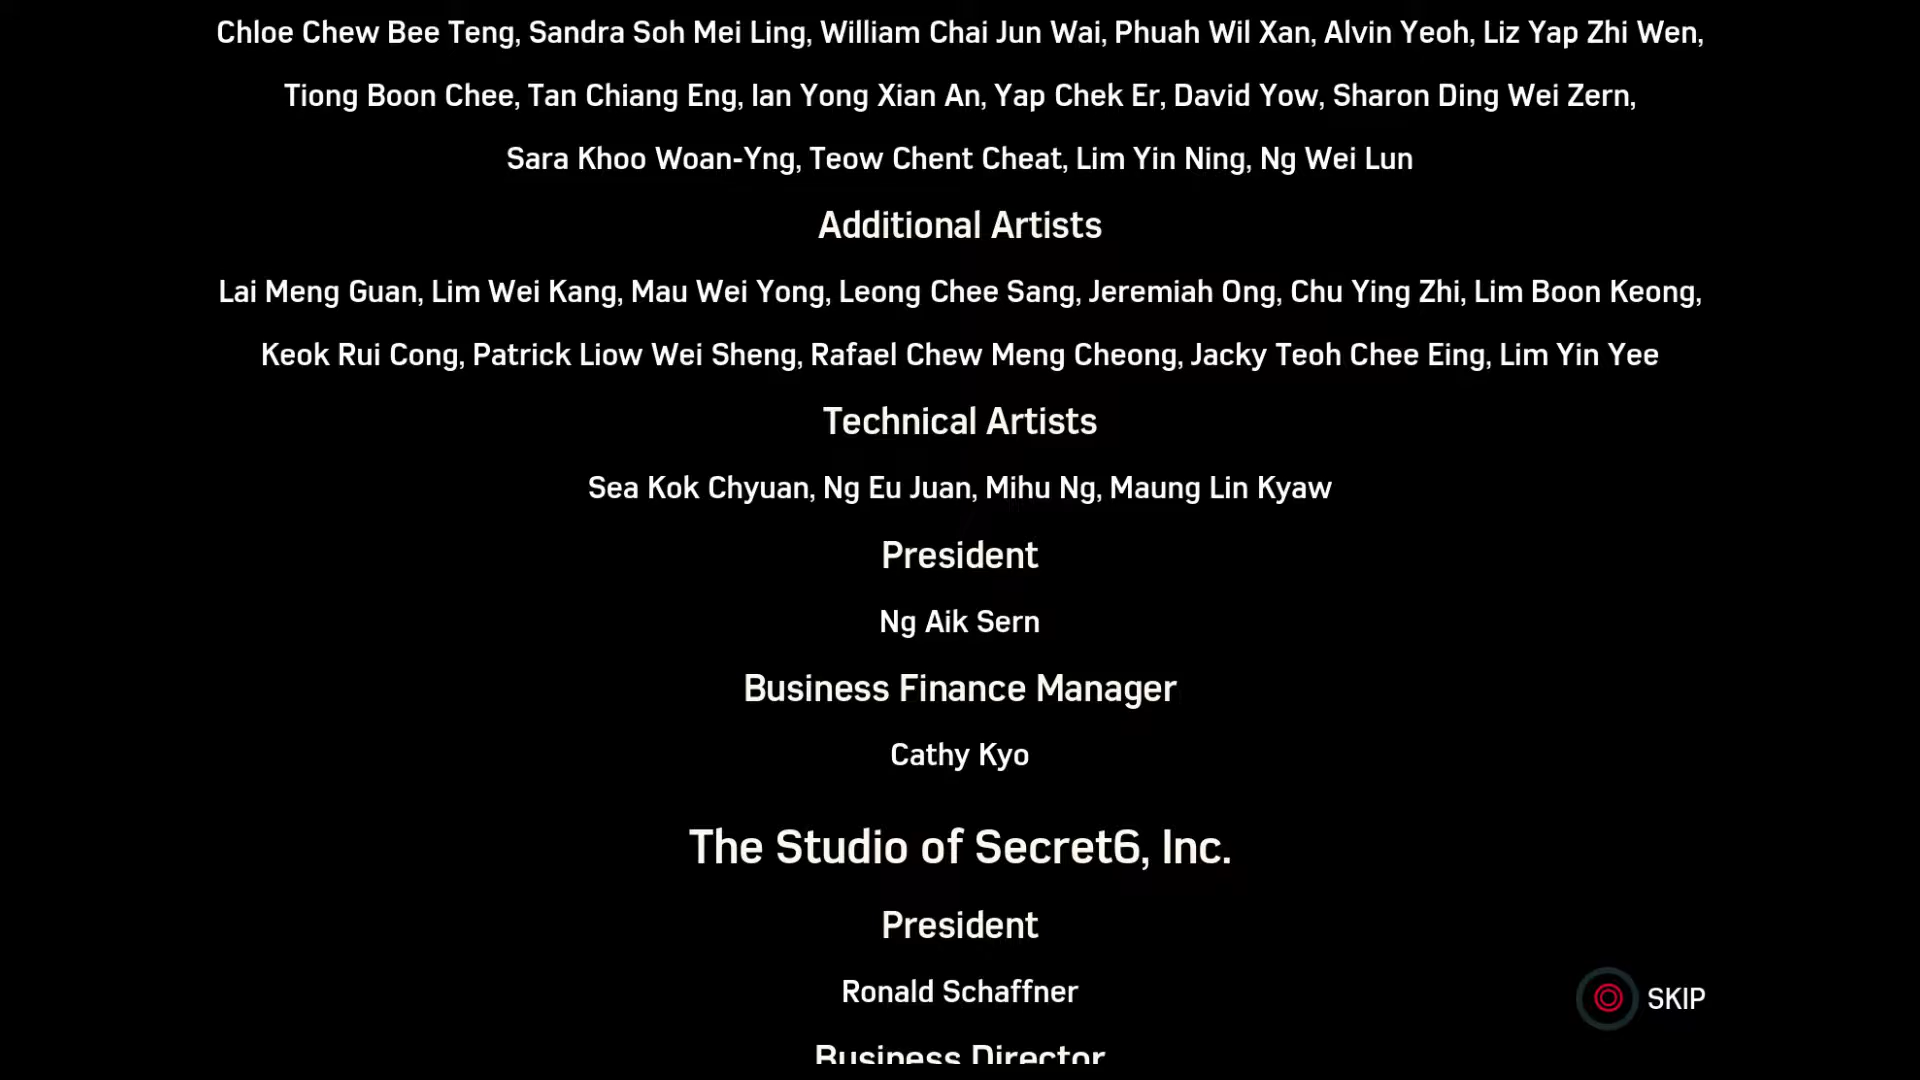 Chloe Chew Bee Teng, Sandra Soh Mei Ling, William Chai Jun Wai, Phuah Wil Xan, Alvin Yeoh, Liz Yap Zhi Wen,
Tiong Boon Chee, Tan Chiang Eng, Ian Yong Xian An, Yap Chek Er, David Yow, Sharon Ding Wei Zern,
Sara Khoo Woan-Yng, Teow Chent Cheat, Lim Yin Ning, Ng Wei Lun
Additional Artists
Lai Meng Guan, Lim Wei Kang, Mau Wei Yong, Leong Chee Sang, Jeremiah Ong, Chu Ying Zhi, Lim Boon Keong,
Keok Rui Cong, Patrick Liow Wei Sheng, Rafael Chew Meng Cheong, Jacky Teoh Chee Eing, Lim Yin Yee
Technical Artists
Sea Kok Chyuan, Ng Eu Juan, Mihu Ng, Maung Lin Kyaw
President
Ng Aik Sern
Business Finance Manager
Cathy Kyo
The Studio of Secret6, Inc.
President
Ronald Schaffner
SKIP
Business Director